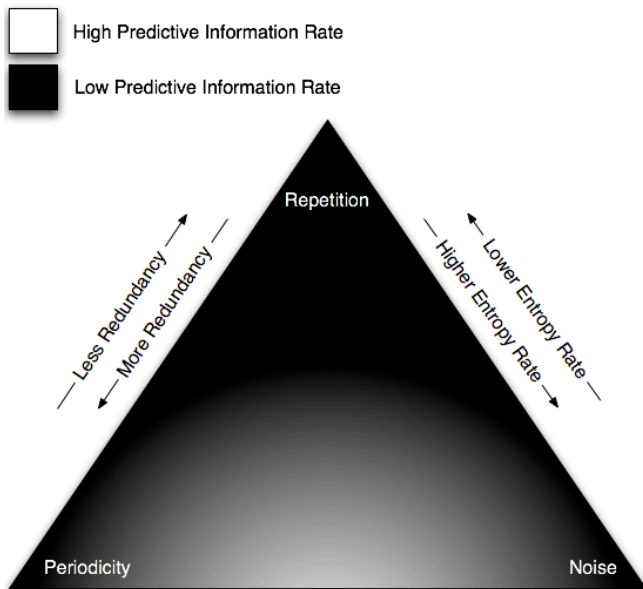 High Predictive Information Rate
Low Predictive Information Rate
Repetition
Less Redundancy
More Redundancy
Higher Entropy Rate
Lower Entropy Rate
Periodicity
Noise